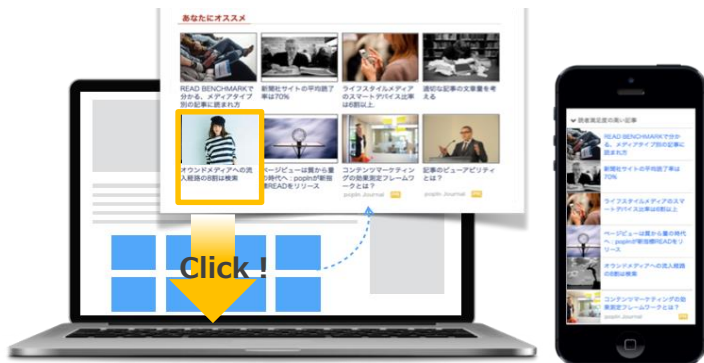 あなたにオススメ
READ BENCHMARKで
分かる、メディアタイプ
別の記事に読まれ方
新聞社サイトの平均読了
率は70%
ライフスタイルメディア
のスマートデバイス比率
は6割以上
適切な記事の文章量を考
える
オウンドメディアへの流
入経路の8割は検索
ページビューは質から量
の時代へ：popInが新指
標READをリリース
コンテンツマーケティン
グの効果測定フレームワ
ークとは？
popIn Journal
記事のビューアビリティ
とは？
popIn Journal
Click !
読者満足度の高い記事
READ BENCHMARKで分か
る、メディアタイプ別の記事に
読まれ方
新聞社サイトの平均読了率は
70%
ライフスタイルメディアのスマ
ートデバイス比率は6割以上
ページビューは質から量の時代
へ：popInが新指標READをリ
リース
オウンドメディアへの流入経路
の8割は検索
コンテンツマーケティングの効
果測定フレームワークとは？
popIn Journal